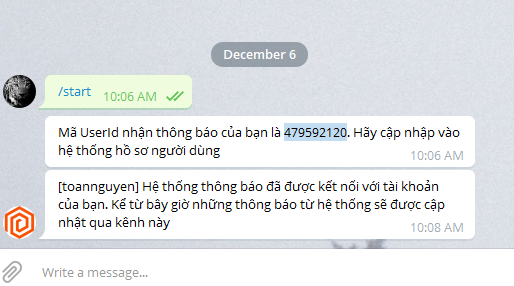 December 6
/start
10:06 AM
Mã UserId nhận thông báo của bạn là 479592120. Hãy cập nhập vào
hệ thống hồ sơ người dùng
10:06 AM
[toannguyen] Hệ thống thông báo đã được kết nối với tài khoản
của bạn. Kể từ bây giờ những thông báo từ hệ thống sẽ được cập
nhật qua kênh này
10:08 AM
Write a message...